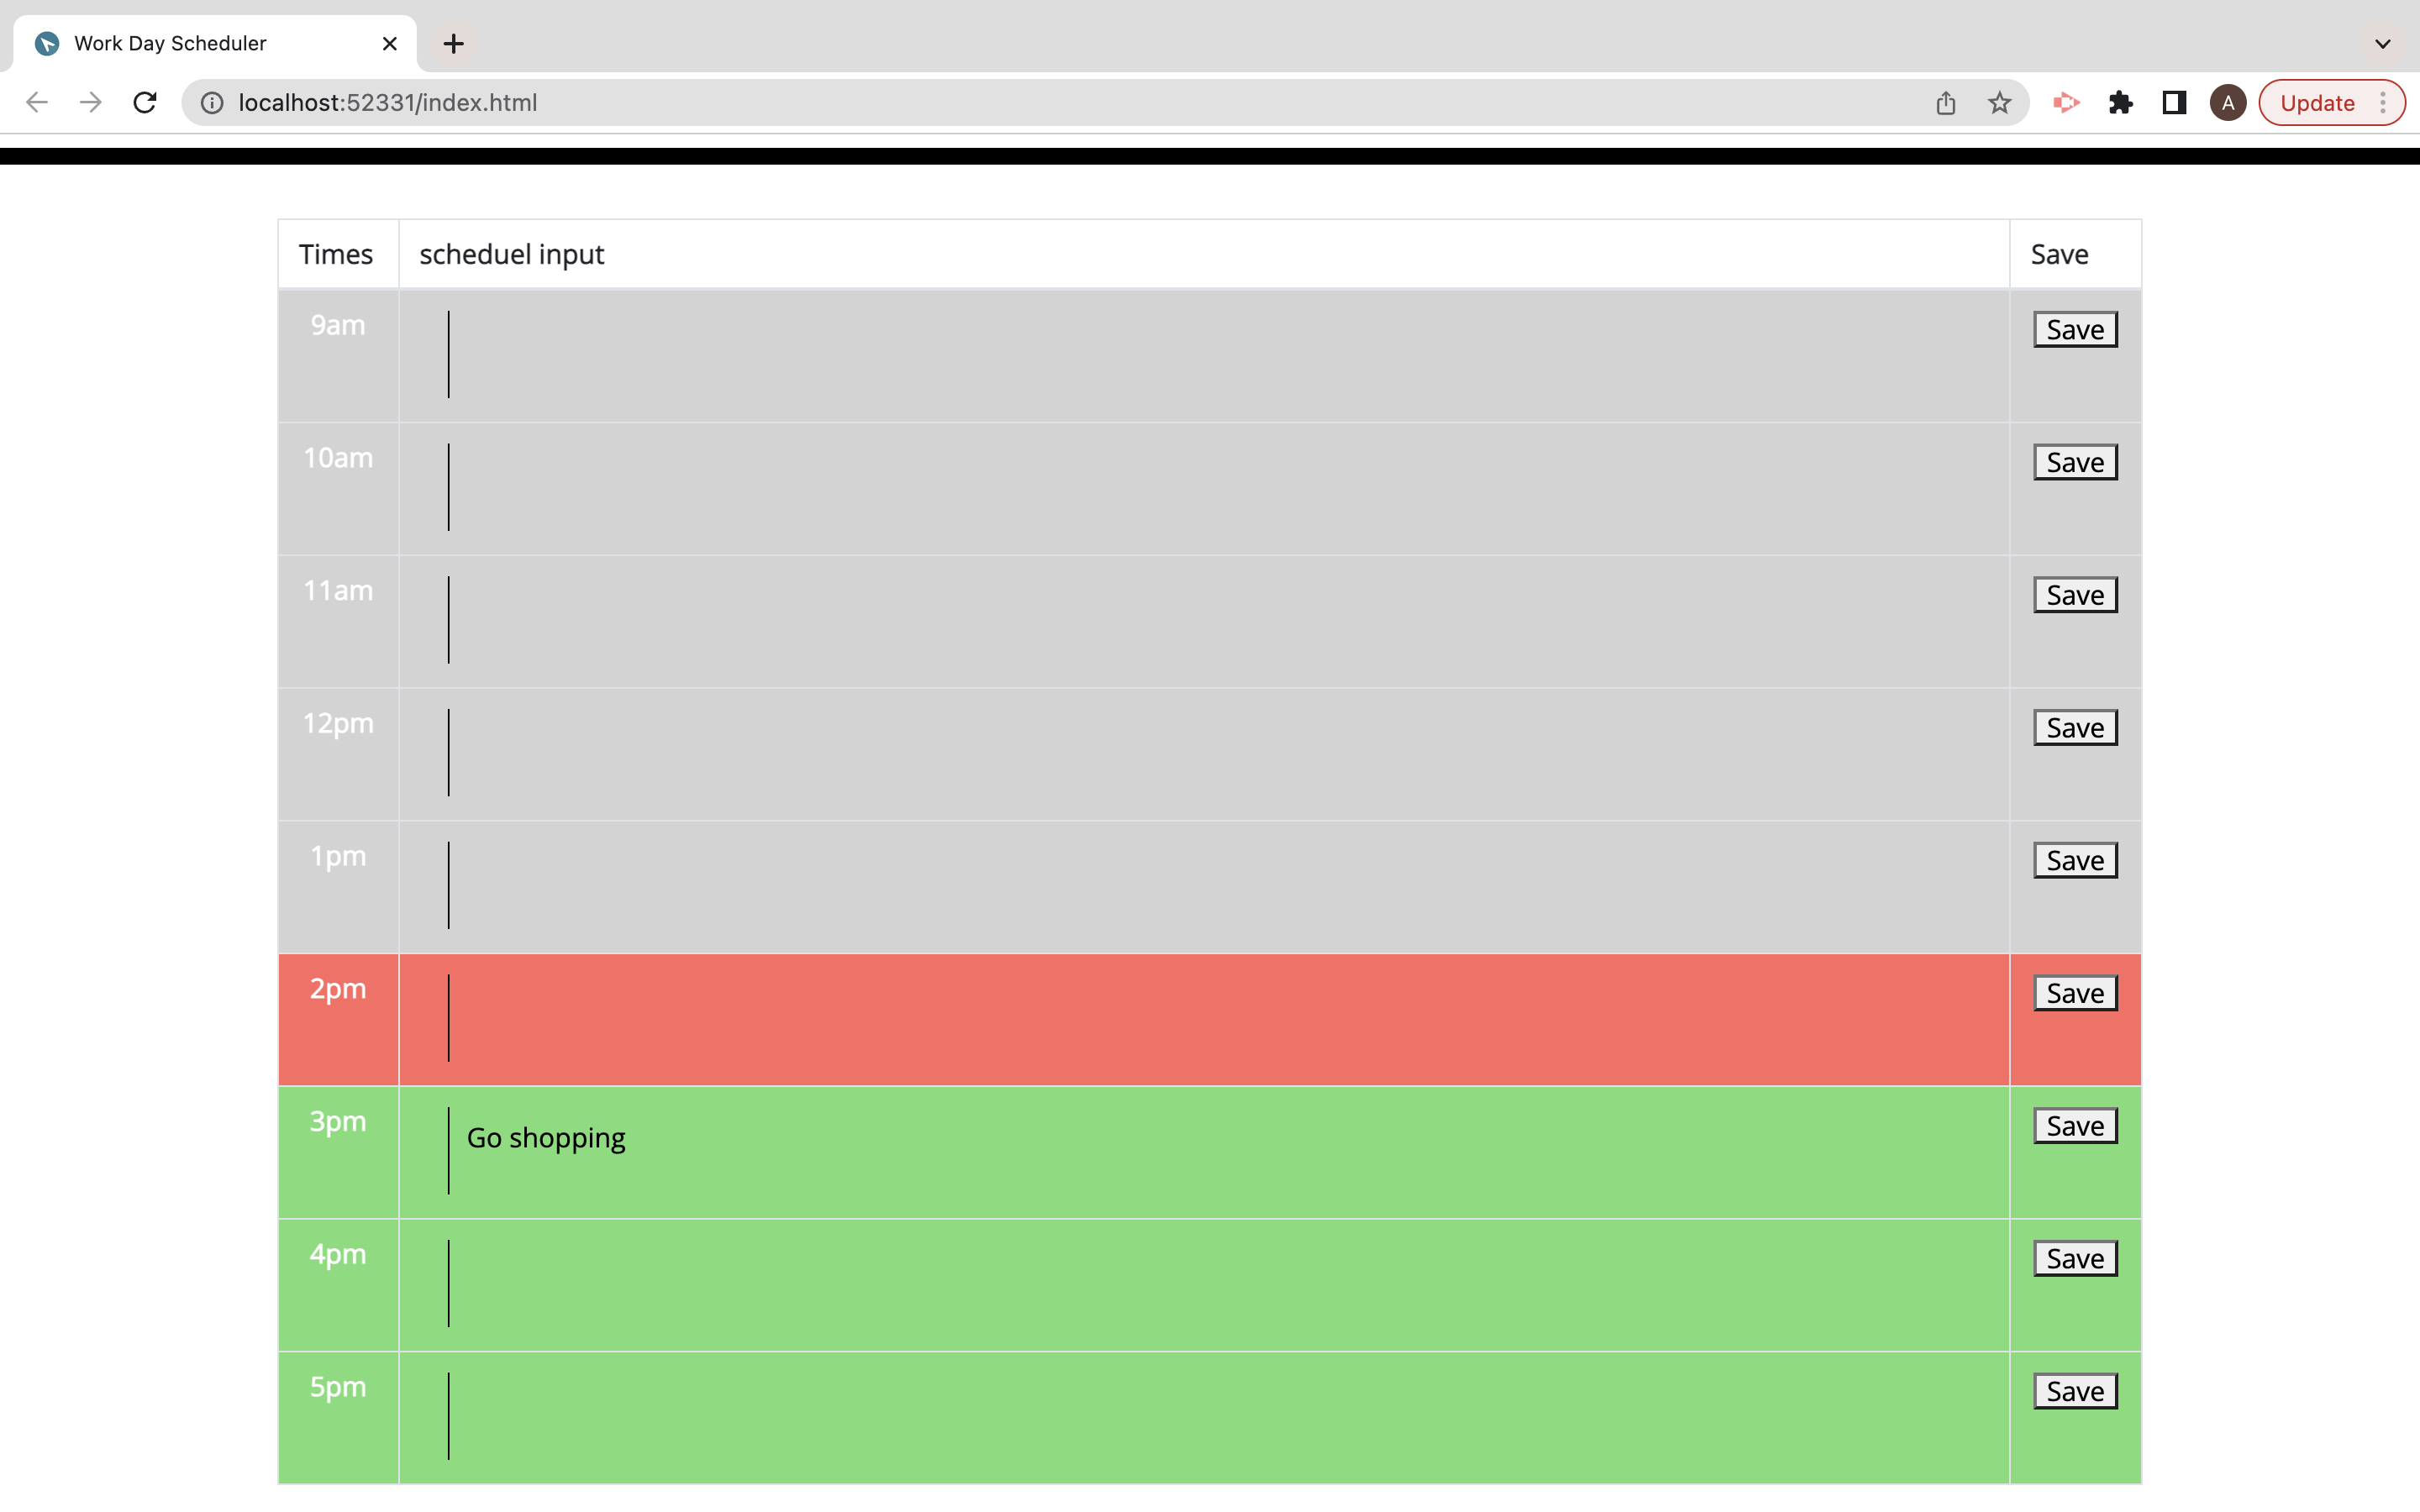 Work Day Scheduler
localhost:52331/index.html
A
Update
Times scheduel input Save
9am Save
10am Save
11am Save
12pm Save
1pm Save
2pm Save
3pm Go shopping Save
4pm Save
5pm Save